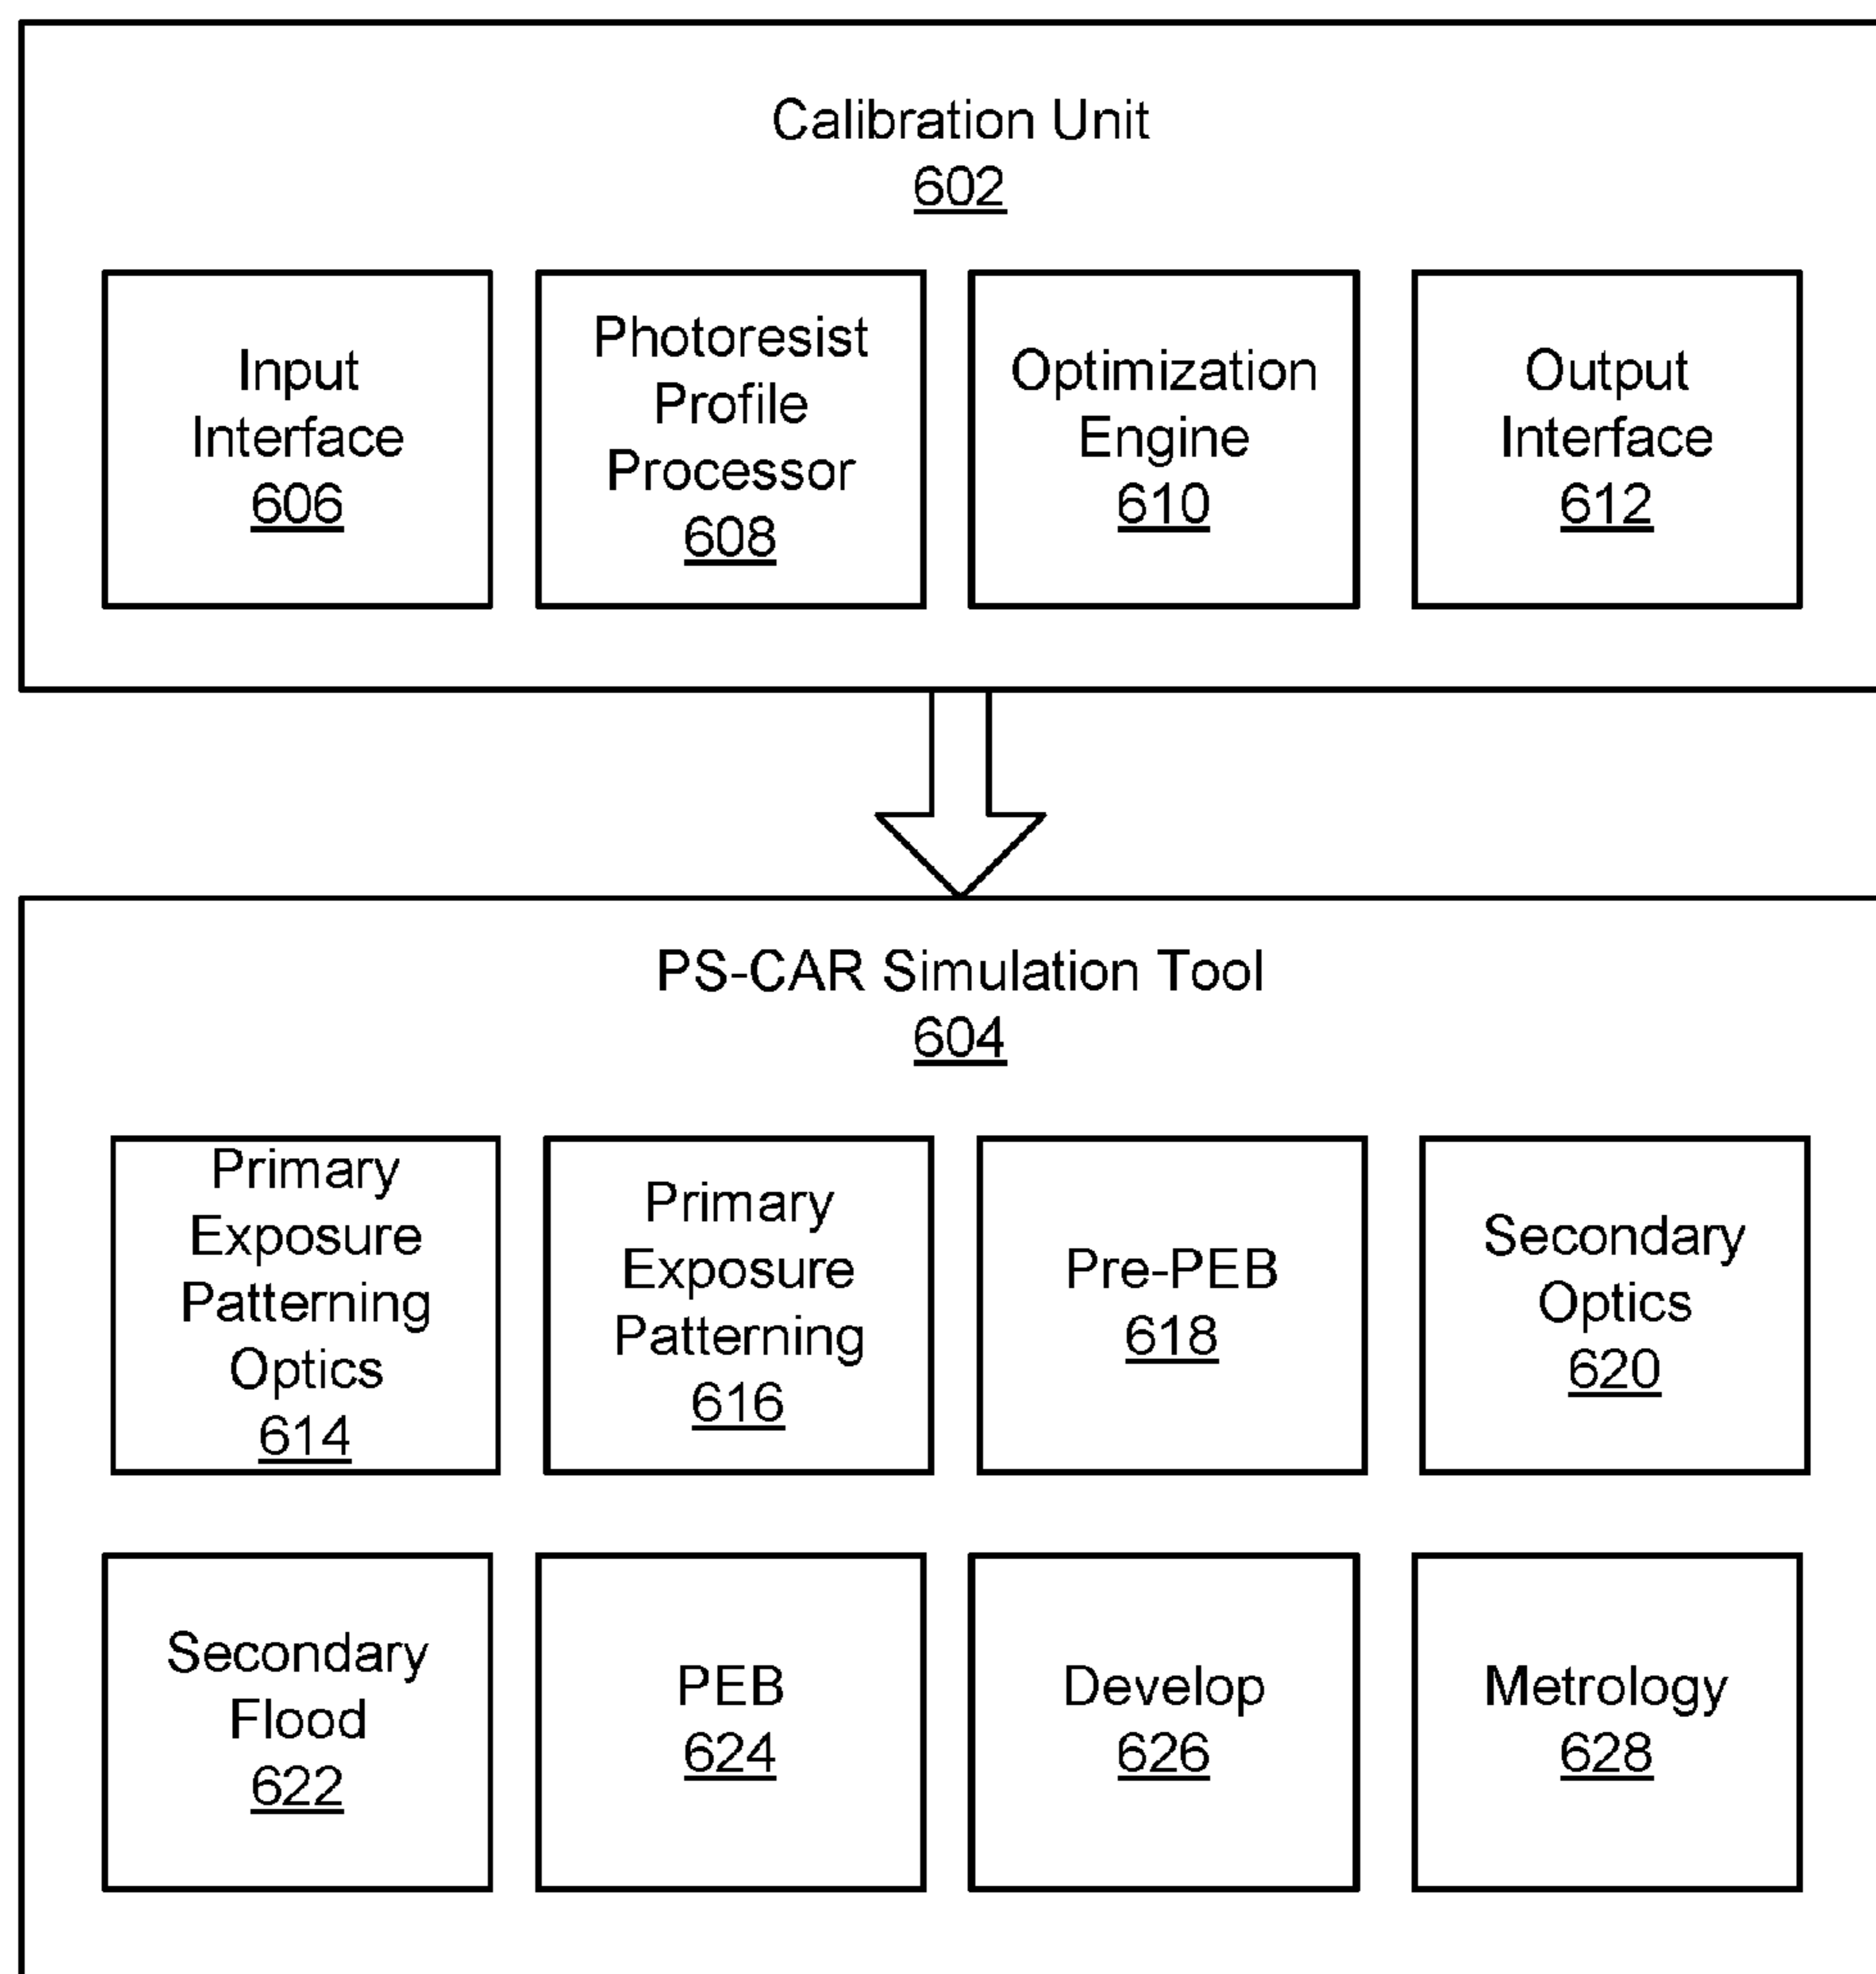 Calibration Unit
602
Input
Interface
606
Photoresist
Profile
Processor
608
Optimization
Engine
610
Output
Interface
612
PS-CAR Simulation Tool
604
Primary
Exposure
Patterning
Optics
614
Primary
Exposure
Patterning
616
Pre-PEB
618
Secondary
Optics
620
Secondary
Flood
622
PEB
624
Develop
626
Metrology
628